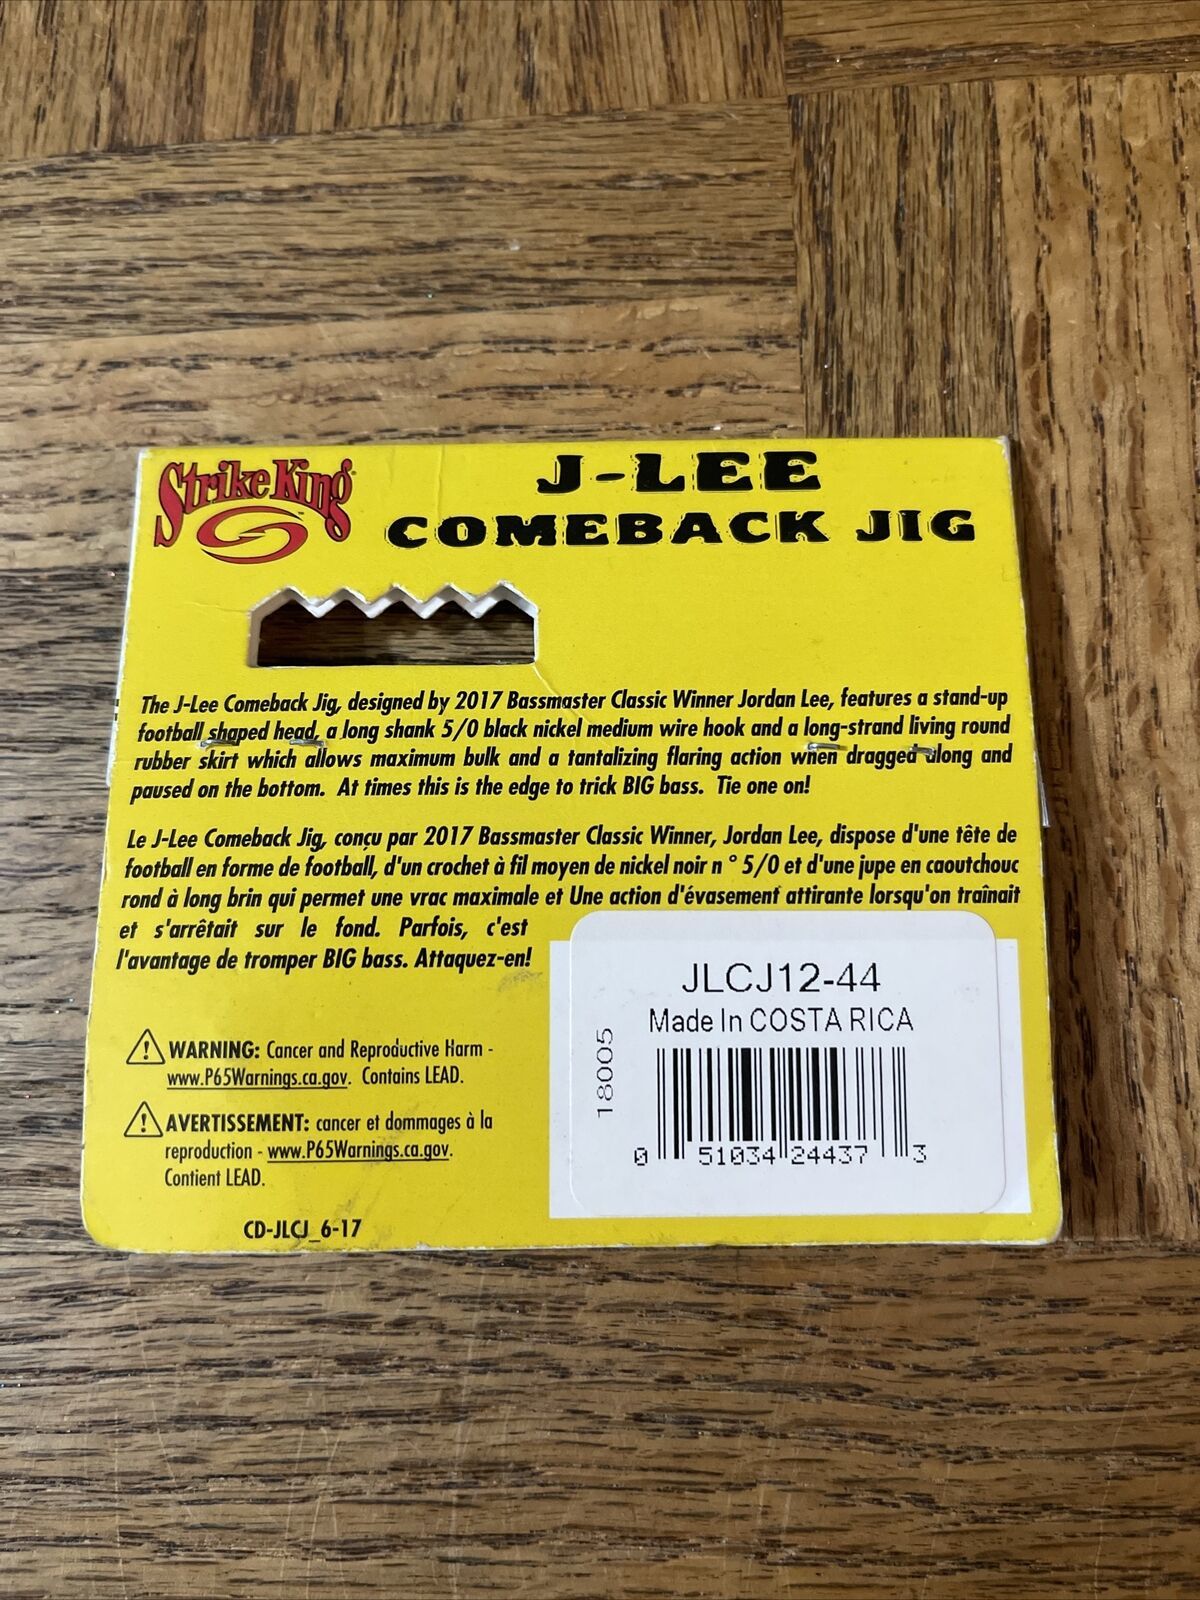 Strike King
J-LEE
COMEBACK JIG
The J-Lee Comeback Jig, designed by 2017 Bassmaster Classic Winner Jordan Lee, features a stand-up
football shaped head, a long shank 5/0 black nickel medium wire hook and a long-strand living round
rubber skirt which allows maximum bulk and a tantalizing flaring action when dragged along and
paused on the bottom. At times this is the edge to trick BIG bass. Tie one on!
Le J-Lee Comeback Jig, conçu par 2017 Bassmaster Classic Winner, Jordan Lee, dispose d'une tête de
football en forme de football, d'un crochet à fil moyen de nickel noir n ° 5/0 et d'une jupe en caoutchouc
rond à long brin qui permet une vrac maximale et Une action d'évasement attirante lorsqu'on traînait
et s'arrêtait sur le fond. Parfois, c'est
l'avantage de tromper BIG bass. Attaquez-en!
WARNING: Cancer and Reproductive Harm -
www.P65Warnings.ca.gov. Contains LEAD.
AVERTISSEMENT: cancer et dommages à la
reproduction - www.P65Warnings.ca.gov.
Contient LEAD.
CD-JLCJ_6-17
JLCJ12-44
Made In COSTA RICA
18005
0 51034 24437 3